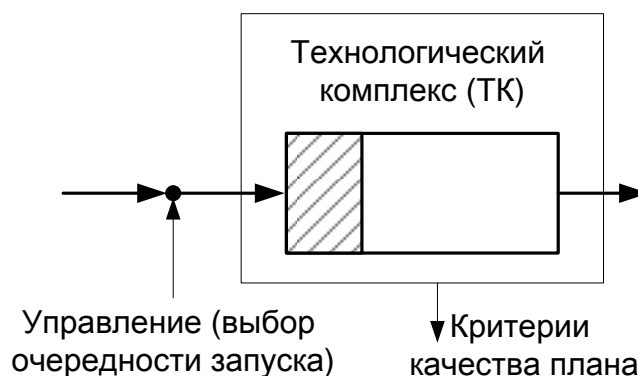 Технологический
комплекс (ТК)
Управление (выбор
очередности запуска)
Критерии
качества плана